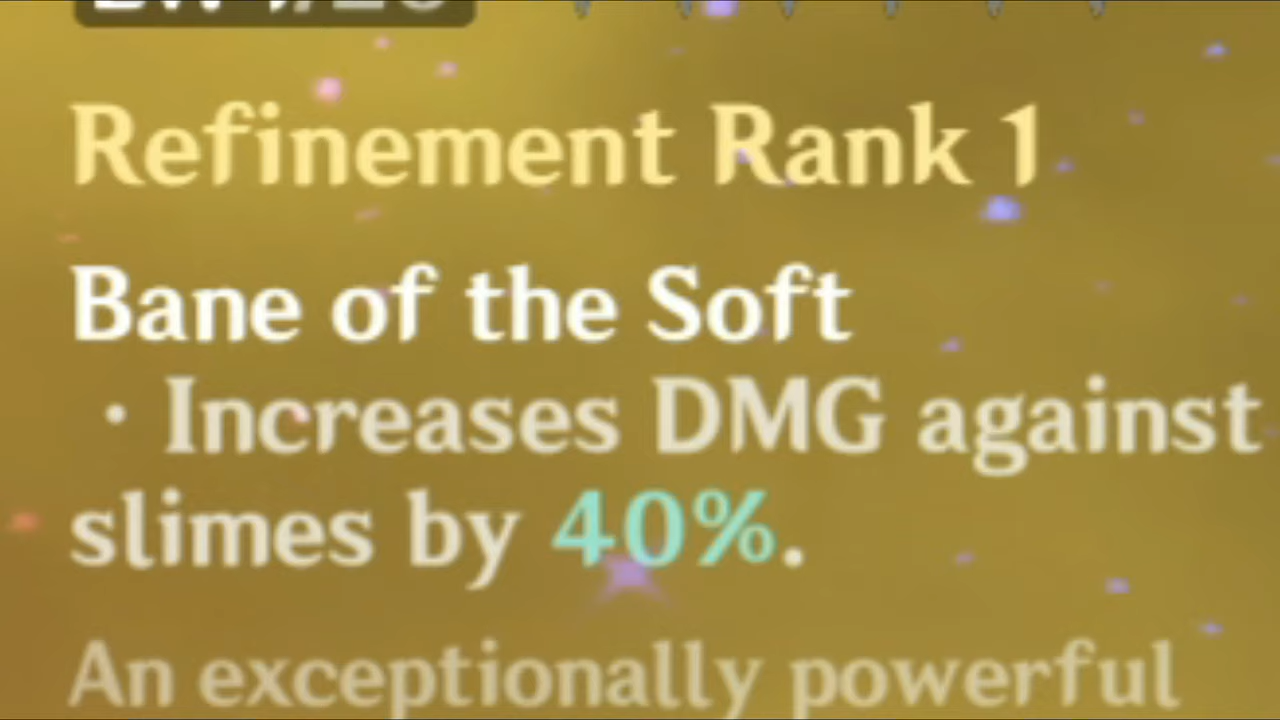 Refinement Rank 1
Bane of the Soft
· Increases DMG against
slimes by 40%.
An exceptionally powerful